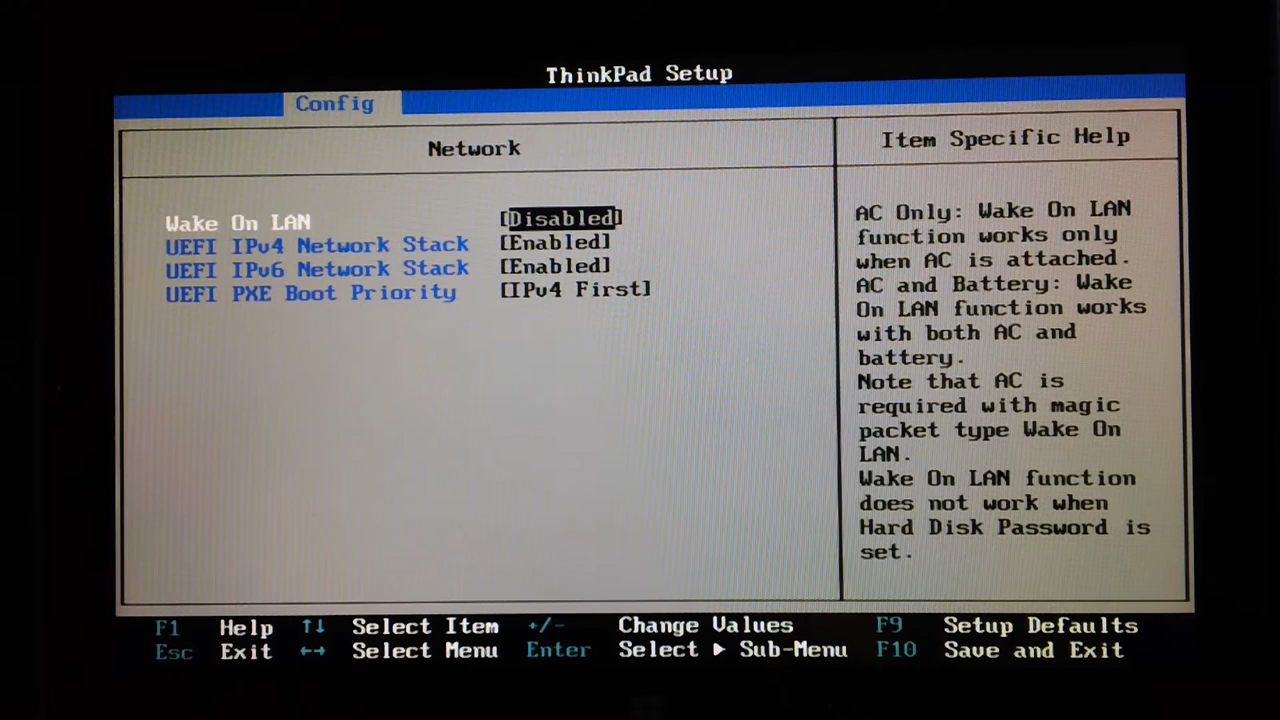 ThinkPad Setup
Config
Network
Wake On LAN [Disabled]
UEFI IPv4 Network Stack [Enabled]
UEFI IPv6 Network Stack [Enabled]
UEFI PXE Boot Priority [IPv4 First]
Item Specific Help
AC Only: Wake On LAN
function works only
when AC is attached.
AC and Battery: Wake
On LAN function works
with both AC and
battery.
Note that AC is
required with magic
packet type Wake On
LAN.
Wake On LAN function
does not work when
Hard Disk Password is
set.
F1 Help ↑↓ Select Item +/- Change Values F9 Setup Defaults
Esc Exit ←→ Select Menu Enter Select ▶ Sub-Menu F10 Save and Exit